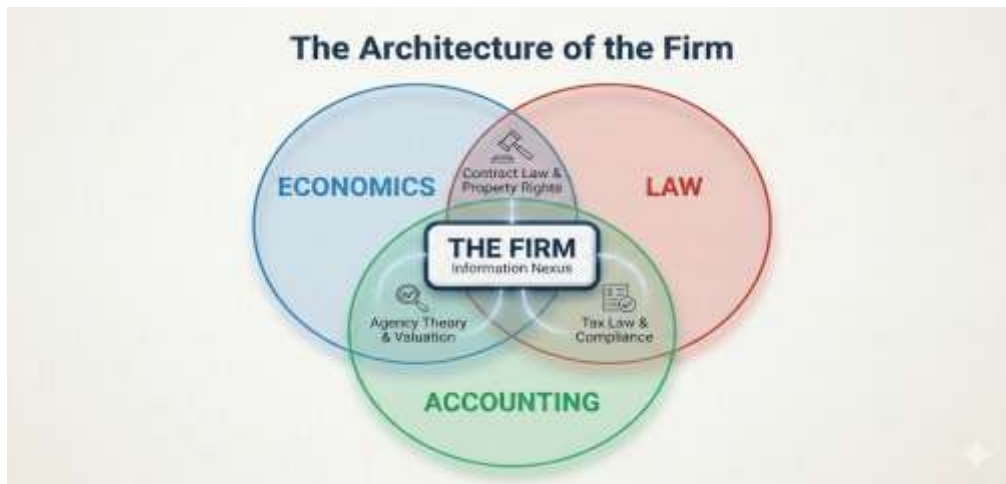 The Architecture of the Firm
ECONOMICS
Contract Law &
Property Rights
LAW
THE FIRM
Information Nexus
Agency Theory
& Valuation
Tax Law &
Compliance
ACCOUNTING